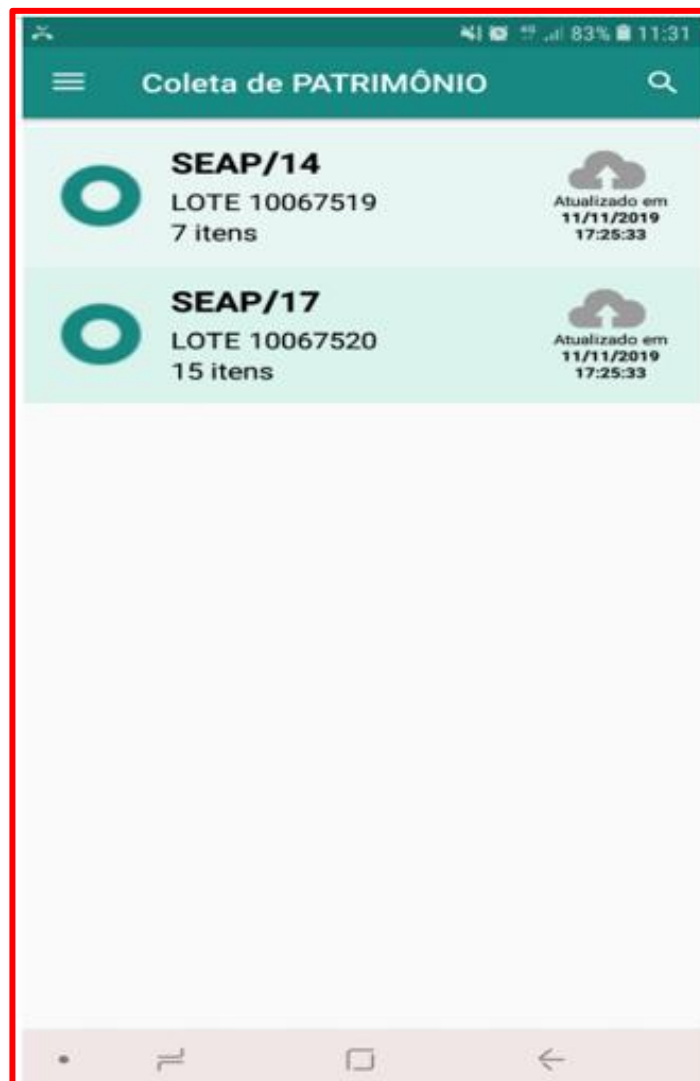 83% 11:31
Coleta de PATRIMÔNIO
SEAP/14
LOTE 10067519
7 itens
Atualizado em
11/11/2019
17:25:33
SEAP/17
LOTE 10067520
15 itens
Atualizado em
11/11/2019
17:25:33